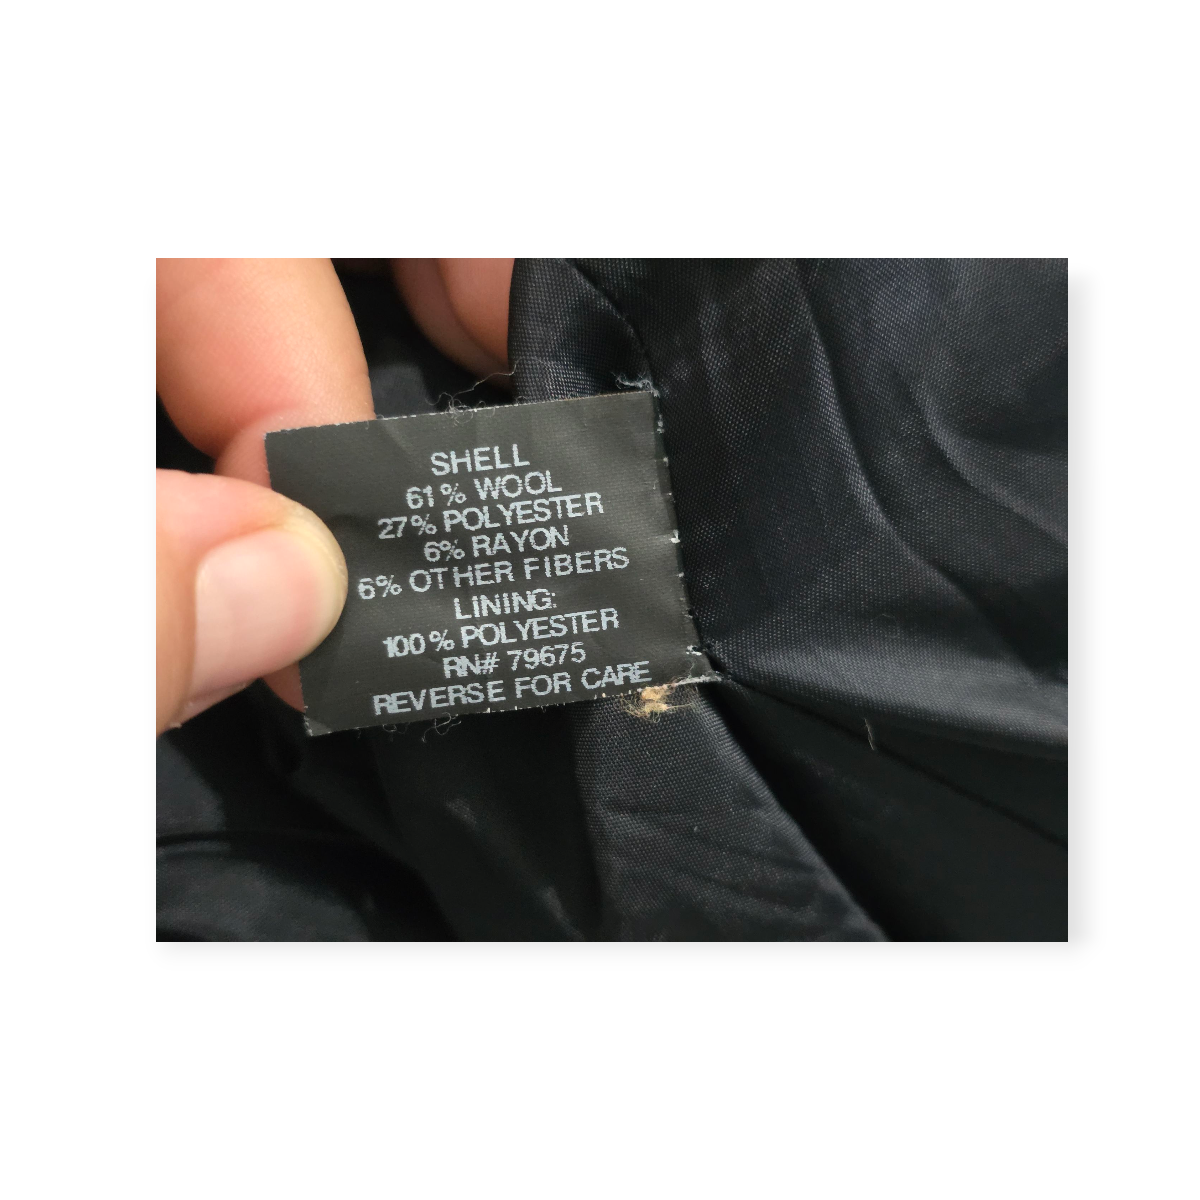 SHELL
61% WOOL
27% POLYESTER
6% RAYON
6% OTHER FIBERS
LINING:
100% POLYESTER
RN# 79675
REVERSE FOR CARE